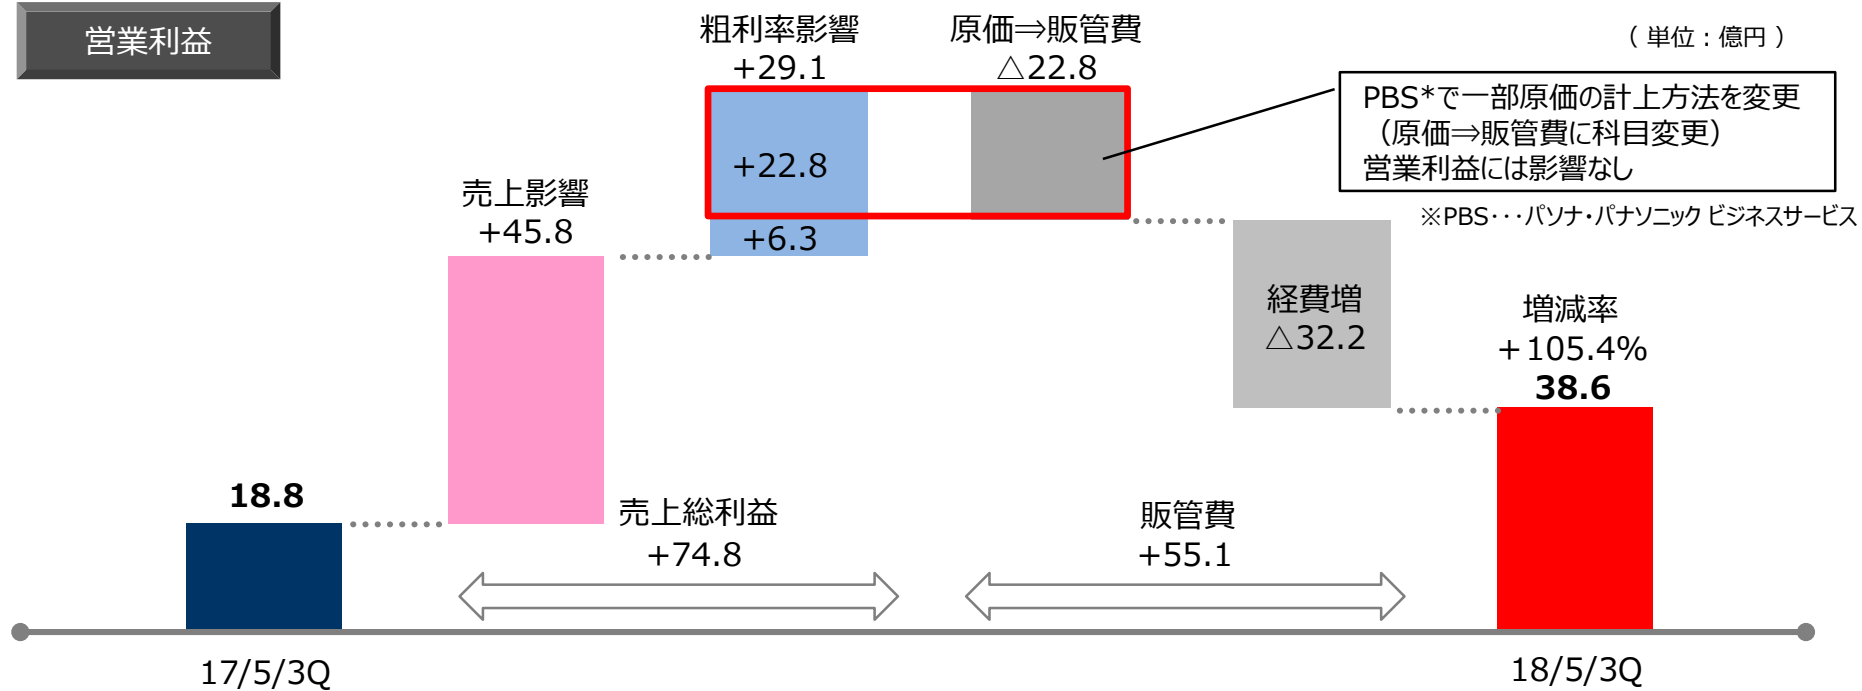 営業利益
（ 単位：億円 ）
粗利率影響
+29.1
原価⇒販管費
△22.8
PBS*で一部原価の計上方法を変更
（原価⇒販管費に科目変更）
営業利益には影響なし
※PBS･･･パソナ・パナソニック ビジネスサービス
売上影響
+45.8
+22.8
+6.3
経費増
△32.2
増減率
＋105.4%
38.6
18.8
売上総利益
+74.8
販管費
+55.1
17/5/3Q
18/5/3Q